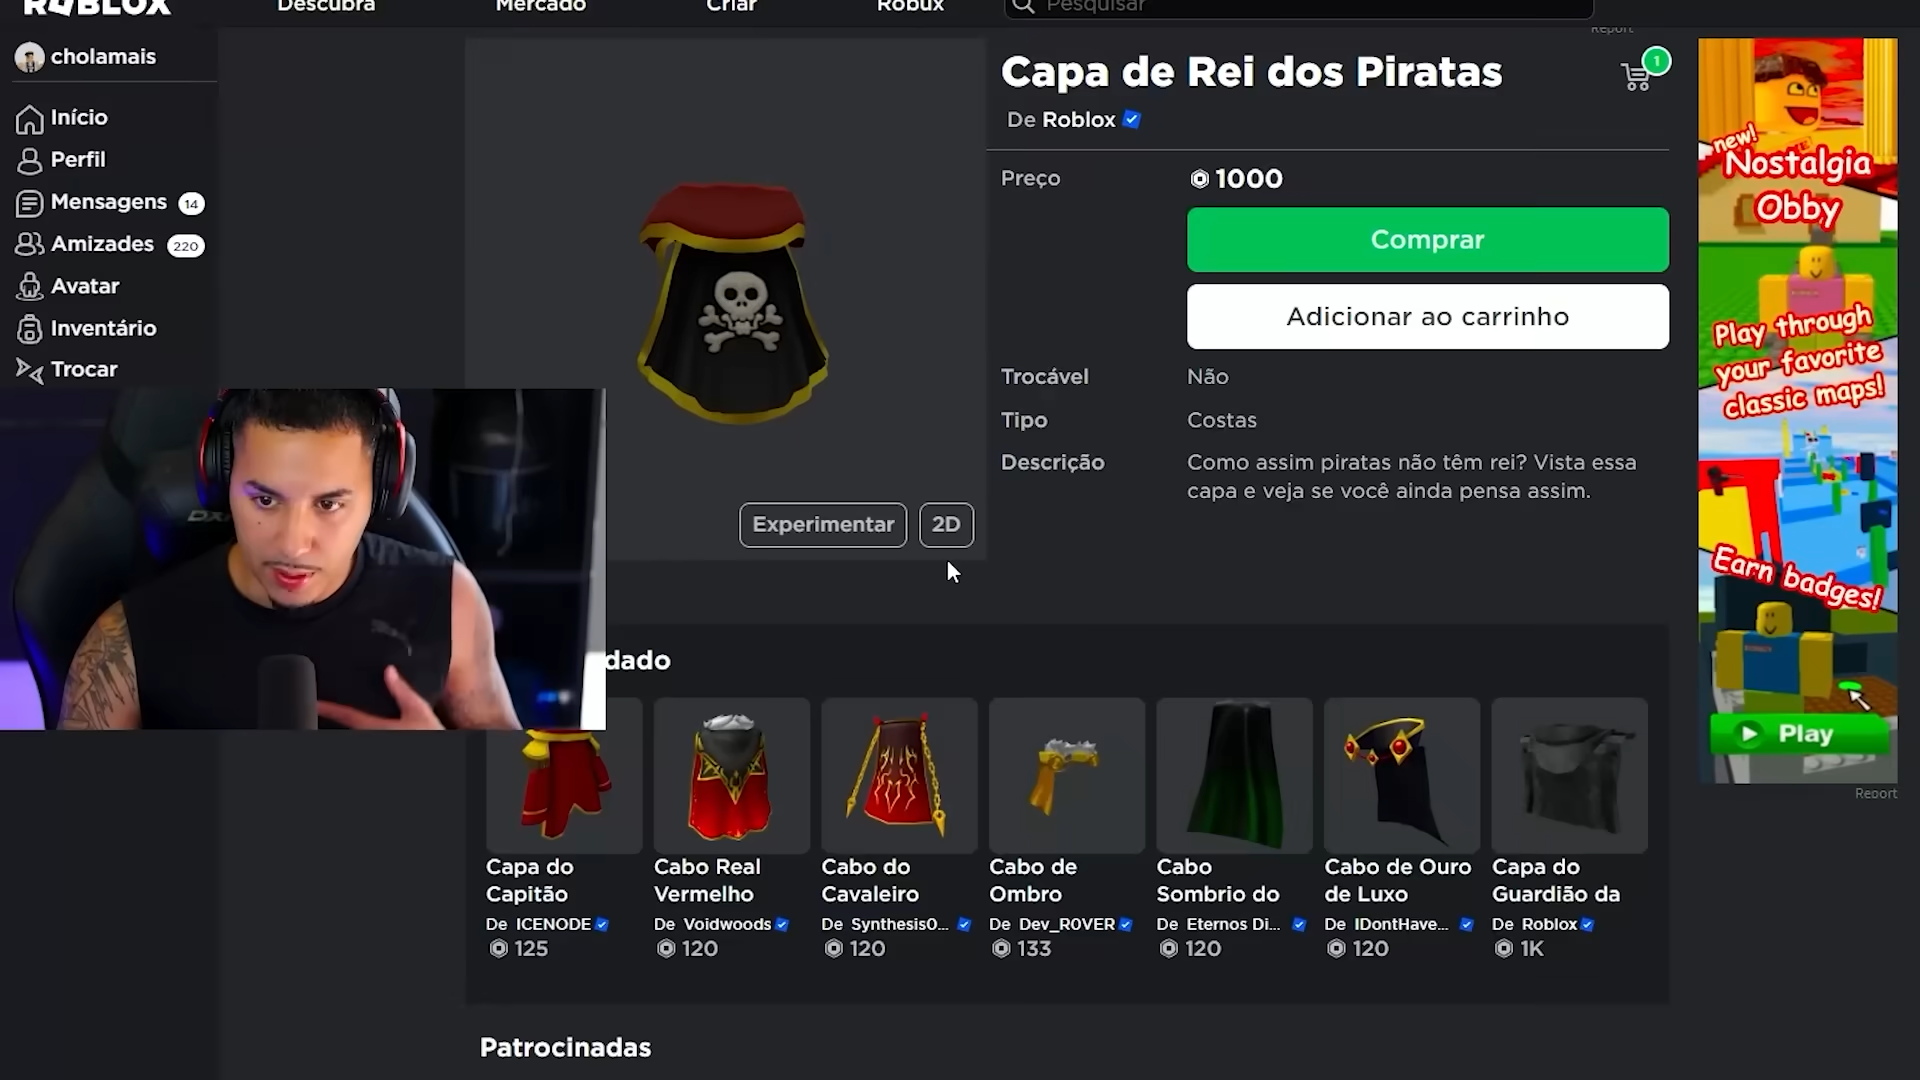 ROBLOX
Descubra
Mercado
Criar
Robux
Pesquisar
Report
cholamais
Início
Perfil
Mensagens 14
Amizades 220
Avatar
Inventário
Trocar
Capa de Rei dos Piratas
1
De Roblox
Preço
1000
Comprar
Adicionar ao carrinho
Trocável
Não
Tipo
Costas
Descrição
Como assim piratas não têm rei? Vista essa
capa e veja se você ainda pensa assim.
Experimentar
2D
new!
Nostalgia
Obby
Play through
your favorite
classic maps!
Earn badges!
Play
Report
dado
Capa do
Capitão
De ICENODE
125
Cabo Real
Vermelho
De Voidwoods
120
Cabo do
Cavaleiro
De Synthesis0...
120
Cabo de
Ombro
De Dev_R0VER
133
Cabo
Sombrio do
De Eternos Di...
120
Cabo de Ouro
de Luxo
De IDontHave...
120
Capa do
Guardião da
De Roblox
1K
Patrocinadas